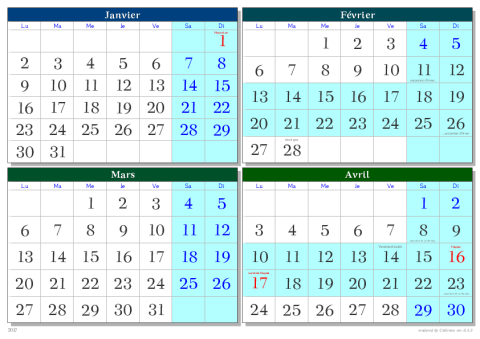 Janvier
Lu Ma Me Je Ve Sa Di
1
2 3 4 5 6 7 8
9 10 11 12 13 14 15
16 17 18 19 20 21 22
23 24 25 26 27 28 29
30 31
Février
Lu Ma Me Je Ve Sa Di
1 2 3 4 5
6 7 8 9 10 11 12
13 14 15 16 17 18 19
20 21 22 23 24 25 26
27 28
Mars
Lu Ma Me Je Ve Sa Di
1 2 3 4 5
6 7 8 9 10 11 12
13 14 15 16 17 18 19
20 21 22 23 24 25 26
27 28 29 30 31
Avril
Lu Ma Me Je Ve Sa Di
1 2
3 4 5 6 7 8 9
Pâques
10 11 12 13 14 15 16
Lundi de Pâques
17 18 19 20 21 22 23
24 25 26 27 28 29 30
2017